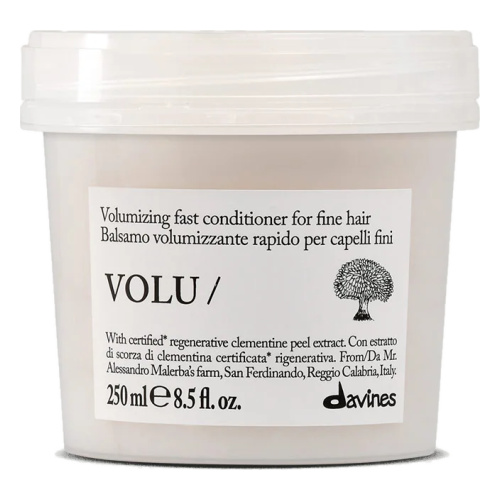 Volumizing fast conditioner for fine hair
Balsamo volumizzante rapido per capelli fini
VOLU /
With certified* regenerative clementine peel extract. Con estratto
di scorza di clementina certificata* rigenerativa. From/Da Mr.
Alessandro Malerba's farm, San Ferdinando, Reggio Calabria, Italy.
250 ml ℮ 8.5 fl. oz.
davines